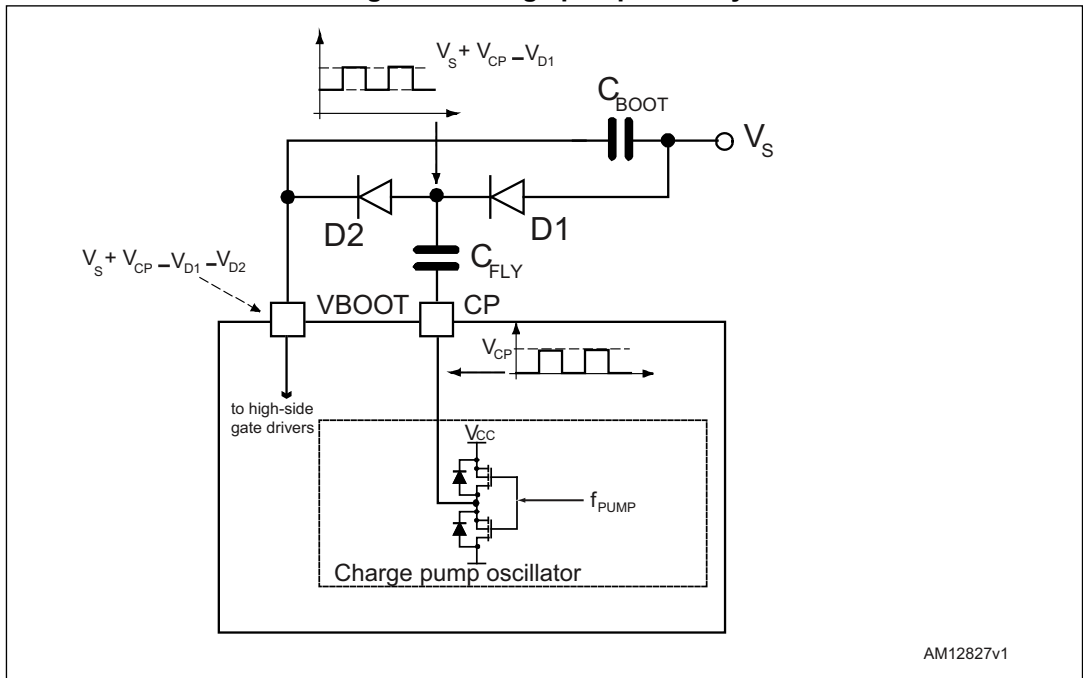 V_S + V_CP – V_D1
C_BOOT
V_S
D2
D1
C_FLY
V_S + V_CP – V_D1 – V_D2
VBOOT
CP
V_CP
to high-side
gate drivers
V_CC
f_PUMP
Charge pump oscillator
AM12827v1